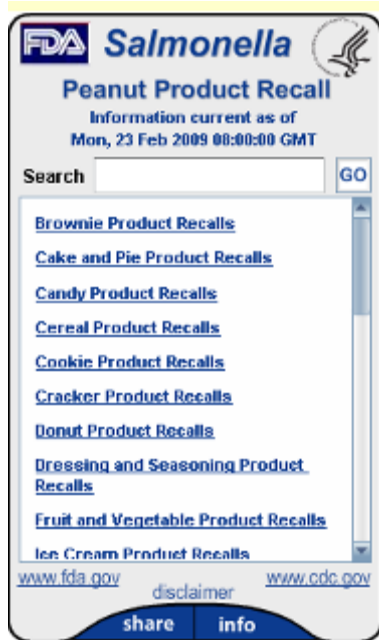 FDA Salmonella
Peanut Product Recall
Information current as of
Mon, 23 Feb 2009 08:00:00 GMT
Search GO
Brownie Product Recalls
Cake and Pie Product Recalls
Candy Product Recalls
Cereal Product Recalls
Cookie Product Recalls
Cracker Product Recalls
Donut Product Recalls
Dressing and Seasoning Product
Recalls
Fruit and Vegetable Product Recalls
Ice Cream Product Recalls
www.fda.gov www.cdc.gov
disclaimer
share info